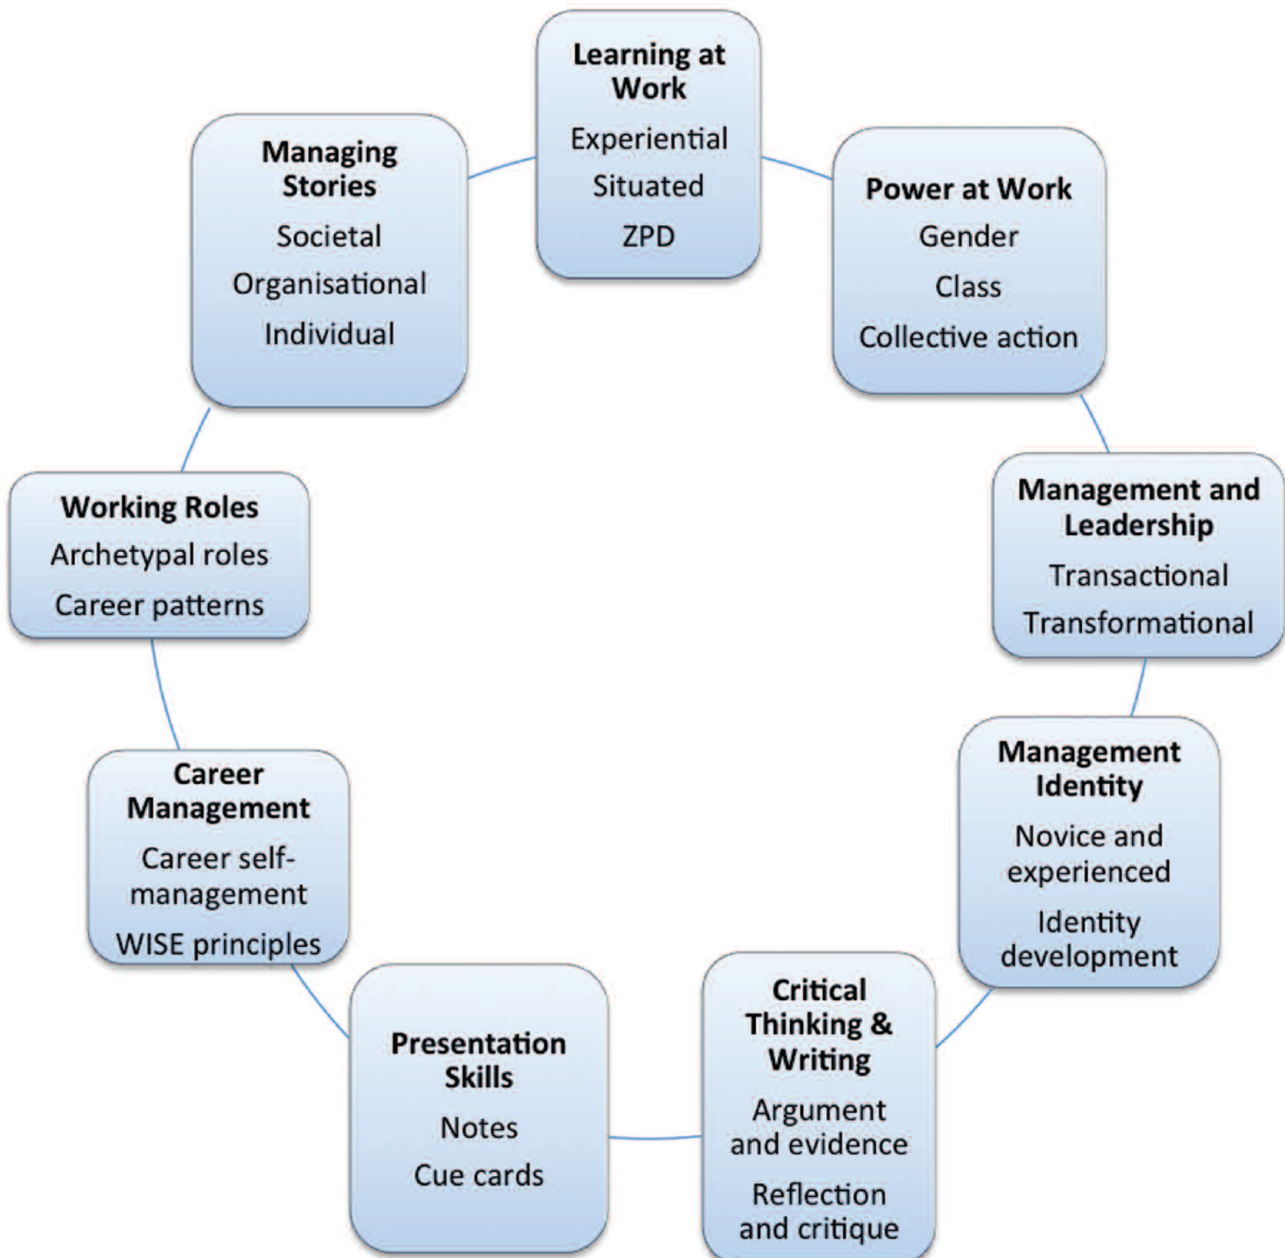 Learning at
Work
Experiential
Situated
ZPD
Power at Work
Gender
Class
Collective action
Management and
Leadership
Transactional
Transformational
Management
Identity
Novice and
experienced
Identity
development
Critical
Thinking &
Writing
Argument
and evidence
Reflection
and critique
Presentation
Skills
Notes
Cue cards
Career
Management
Career self-
management
WISE principles
Working Roles
Archetypal roles
Career patterns
Managing
Stories
Societal
Organisational
Individual